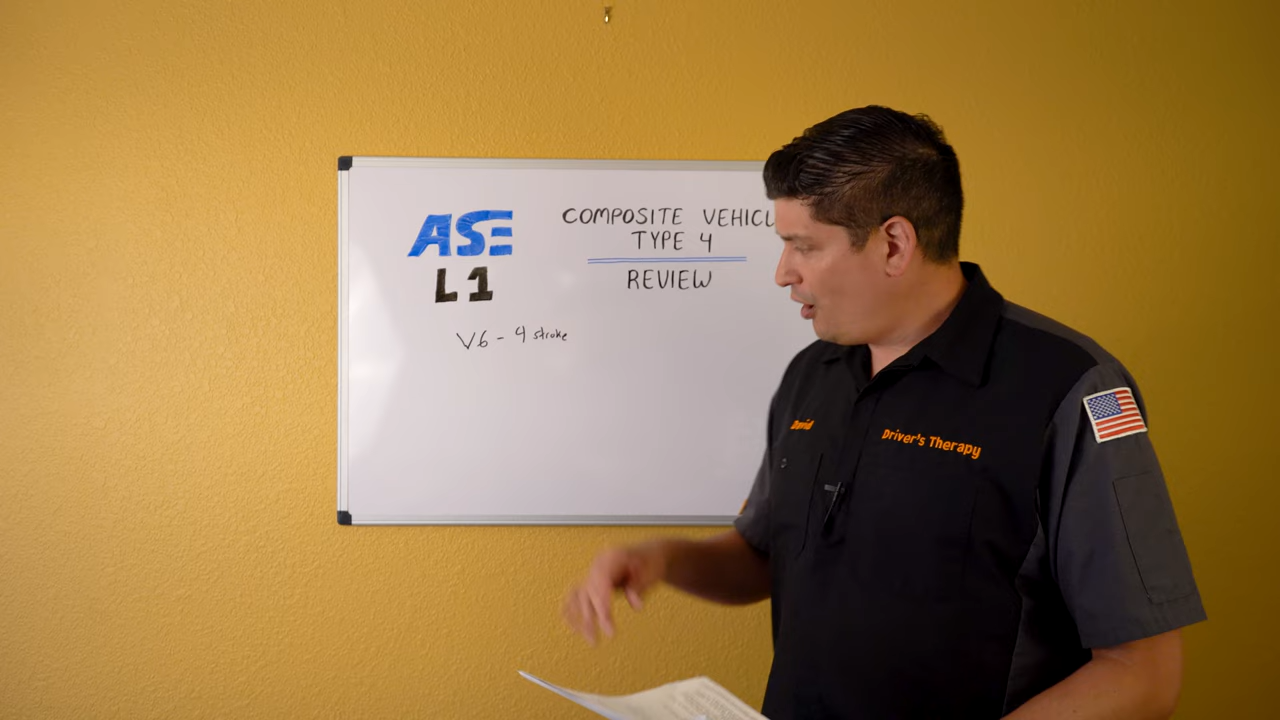 ASE
L1
COMPOSITE VEHICL
TYPE 4
REVIEW
V6 - 4 stroke
David
Driver's Therapy